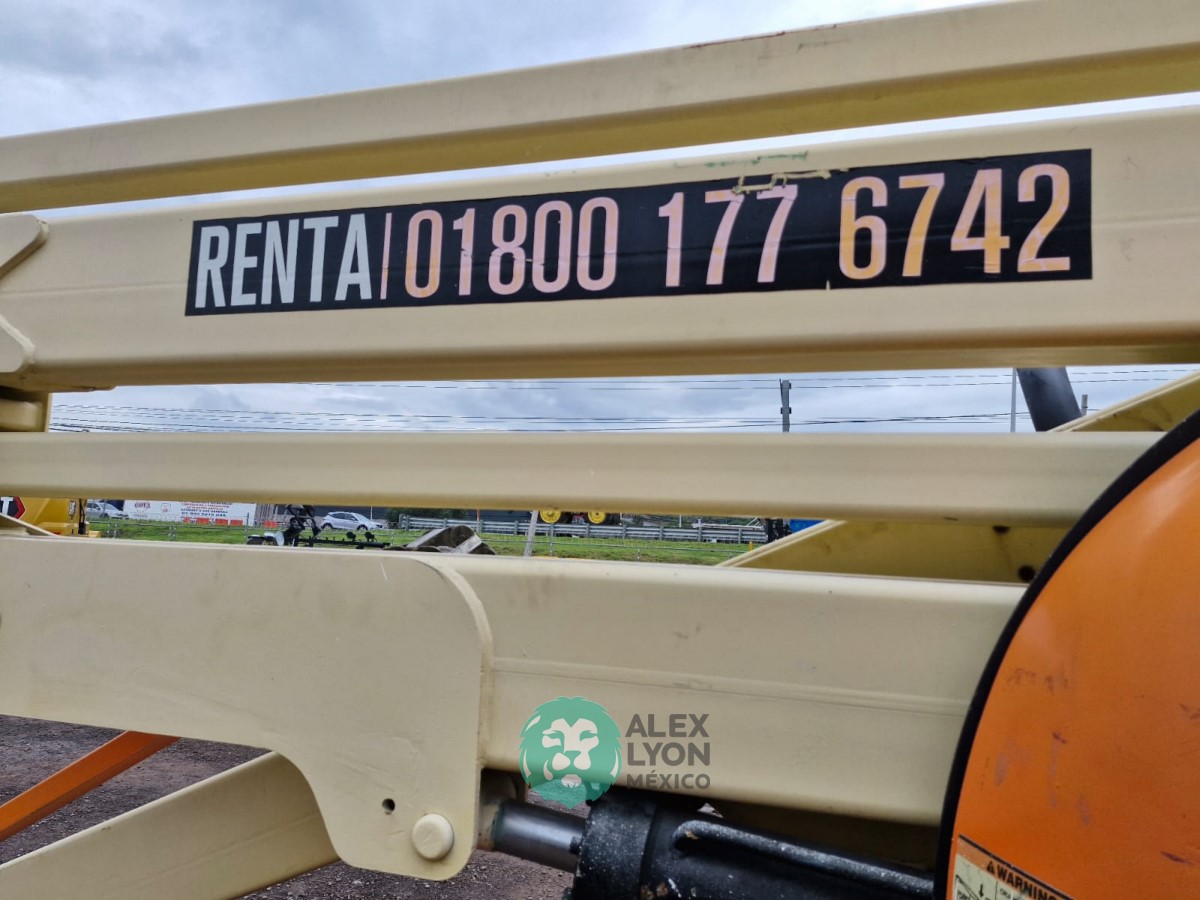 RENTA | 01800 177 6742
ALEX
LYON
MÉXICO
WARNING